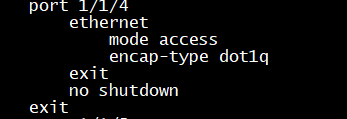 port 1/1/4
ethernet
mode access
encap-type dot1q
exit
no shutdown
exit